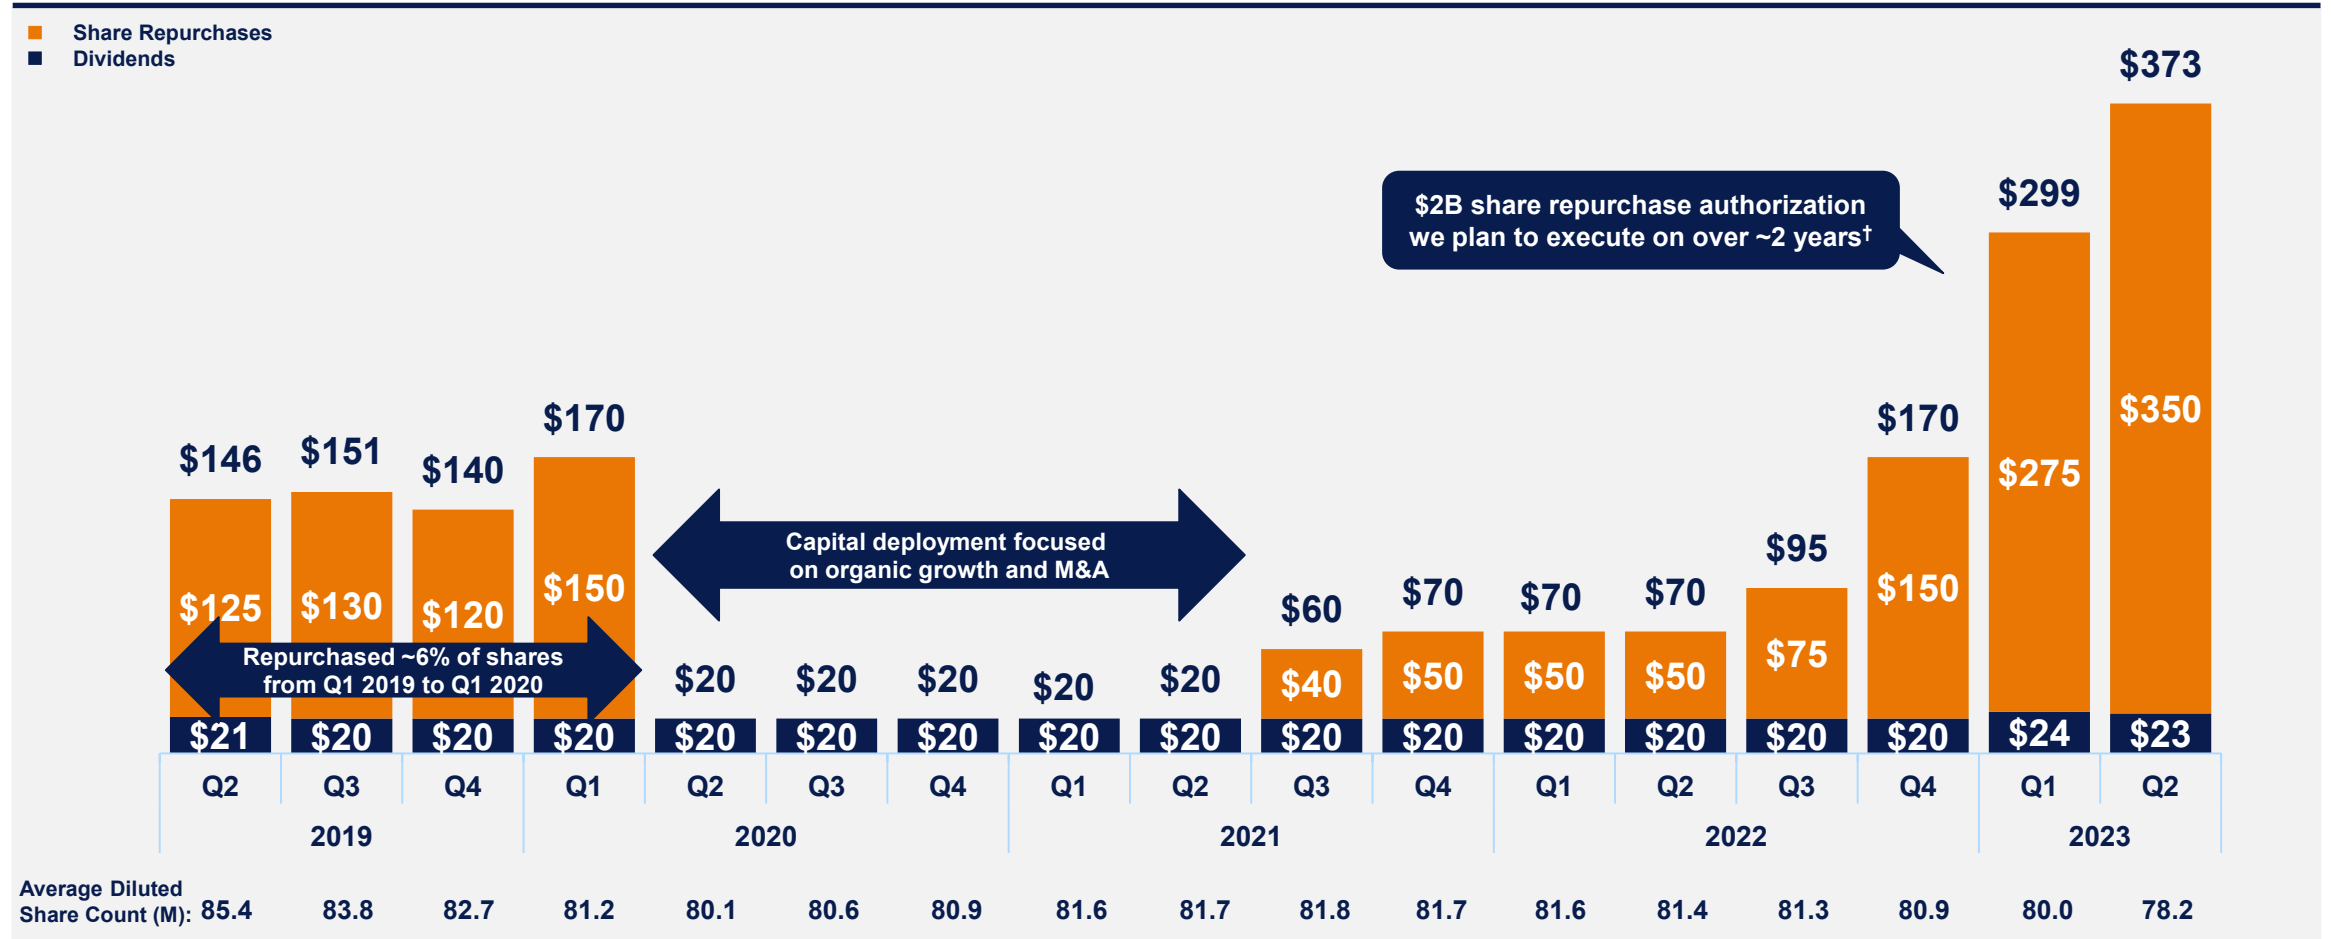 Share Repurchases
Dividends
$146
$151
$140
$170
$20
$20
$20
$20
$20
$60
$70
$70
$70
$95
$170
$299
$373
$125
$130
$120
$150
$40
$50
$50
$50
$75
$150
$275
$350
$2B share repurchase authorization
we plan to execute on over ~2 years†
Capital deployment focused
on organic growth and M&A
Repurchased ~6% of shares
from Q1 2019 to Q1 2020
$21 $20 $20 $20 $20 $20 $20 $20 $20 $20 $20 $20 $20 $20 $20 $24 $23
Q2 Q3 Q4 Q1 Q2 Q3 Q4 Q1 Q2 Q3 Q4 Q1 Q2 Q3 Q4 Q1 Q2
2019 2020 2021 2022 2023
Average Diluted
Share Count (M): 85.4 83.8 82.7 81.2 80.1 80.6 80.9 81.6 81.7 81.8 81.7 81.6 81.4 81.3 80.9 80.0 78.2